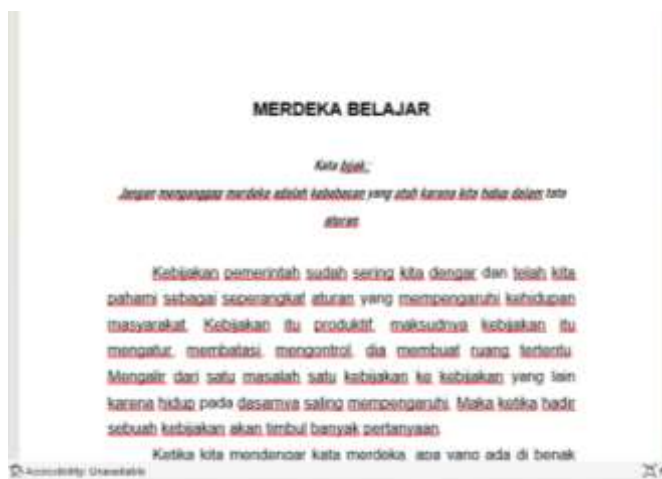 MERDEKA BELAJAR
Kata bijak :
Jangan menganggap merdeka adalah kebebasan yang utuh karena kita hidup dalam tata
aturan
Kebijakan pemerintah sudah sering kita dengar dan telah kita
pahami sebagai seperangkat aturan yang mempengaruhi kehidupan
masyarakat. Kebijakan itu produktif, maksudnya kebijakan itu
mengatur, membatasi, mengontrol, dia membuat ruang tertentu.
Mengalir dari satu masalah satu kebijakan ke kebijakan yang lain
karena hidup pada dasarnya saling mempengaruhi. Maka ketika hadir
sebuah kebijakan akan timbul banyak pertanyaan.
Ketika kita mendengar kata merdeka, apa yang ada di benak
Accessibility: Unavailable